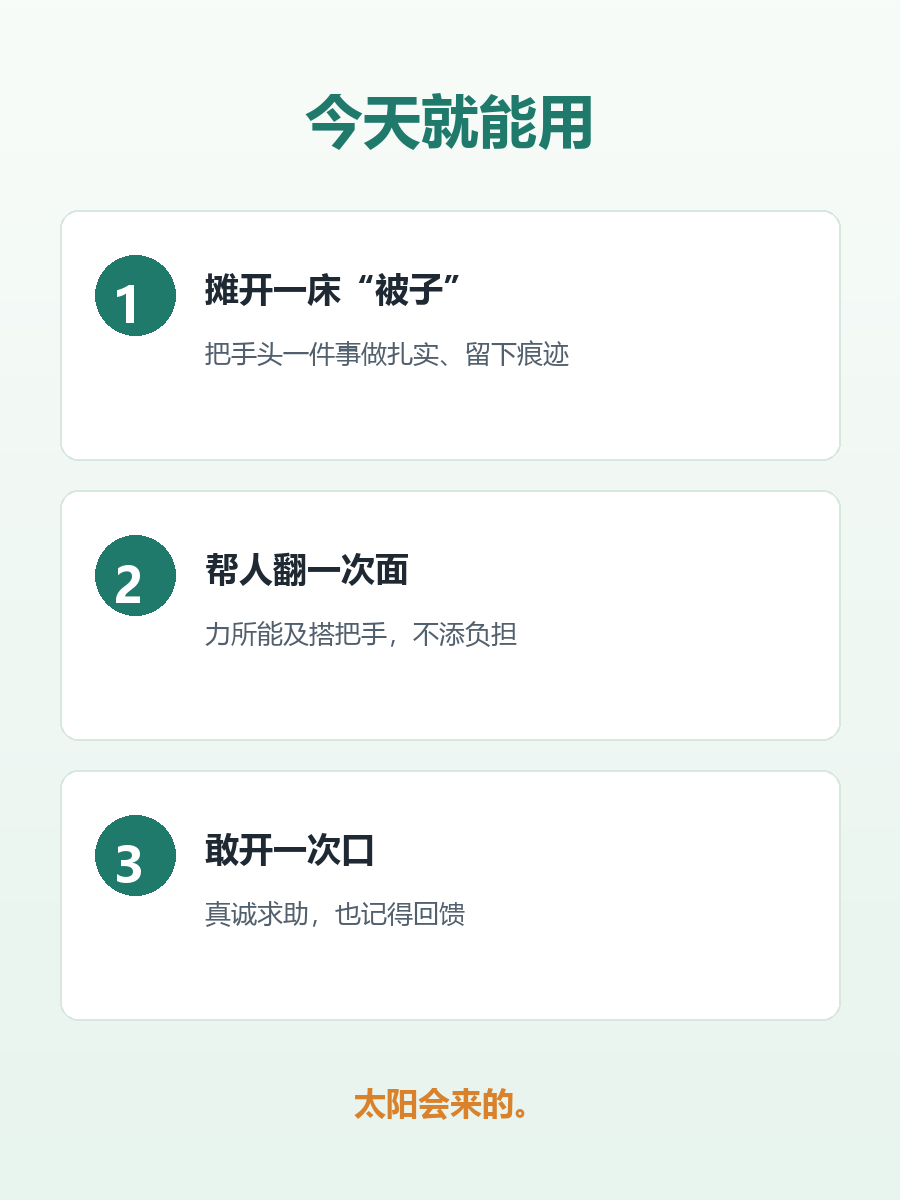 今天就能用
1
摊开一床“被子”
把手头一件事做扎实、留下痕迹
2
帮人翻一次面
力所能及搭把手，不添负担
3
敢开一次口
真诚求助，也记得回馈
太阳会来的。